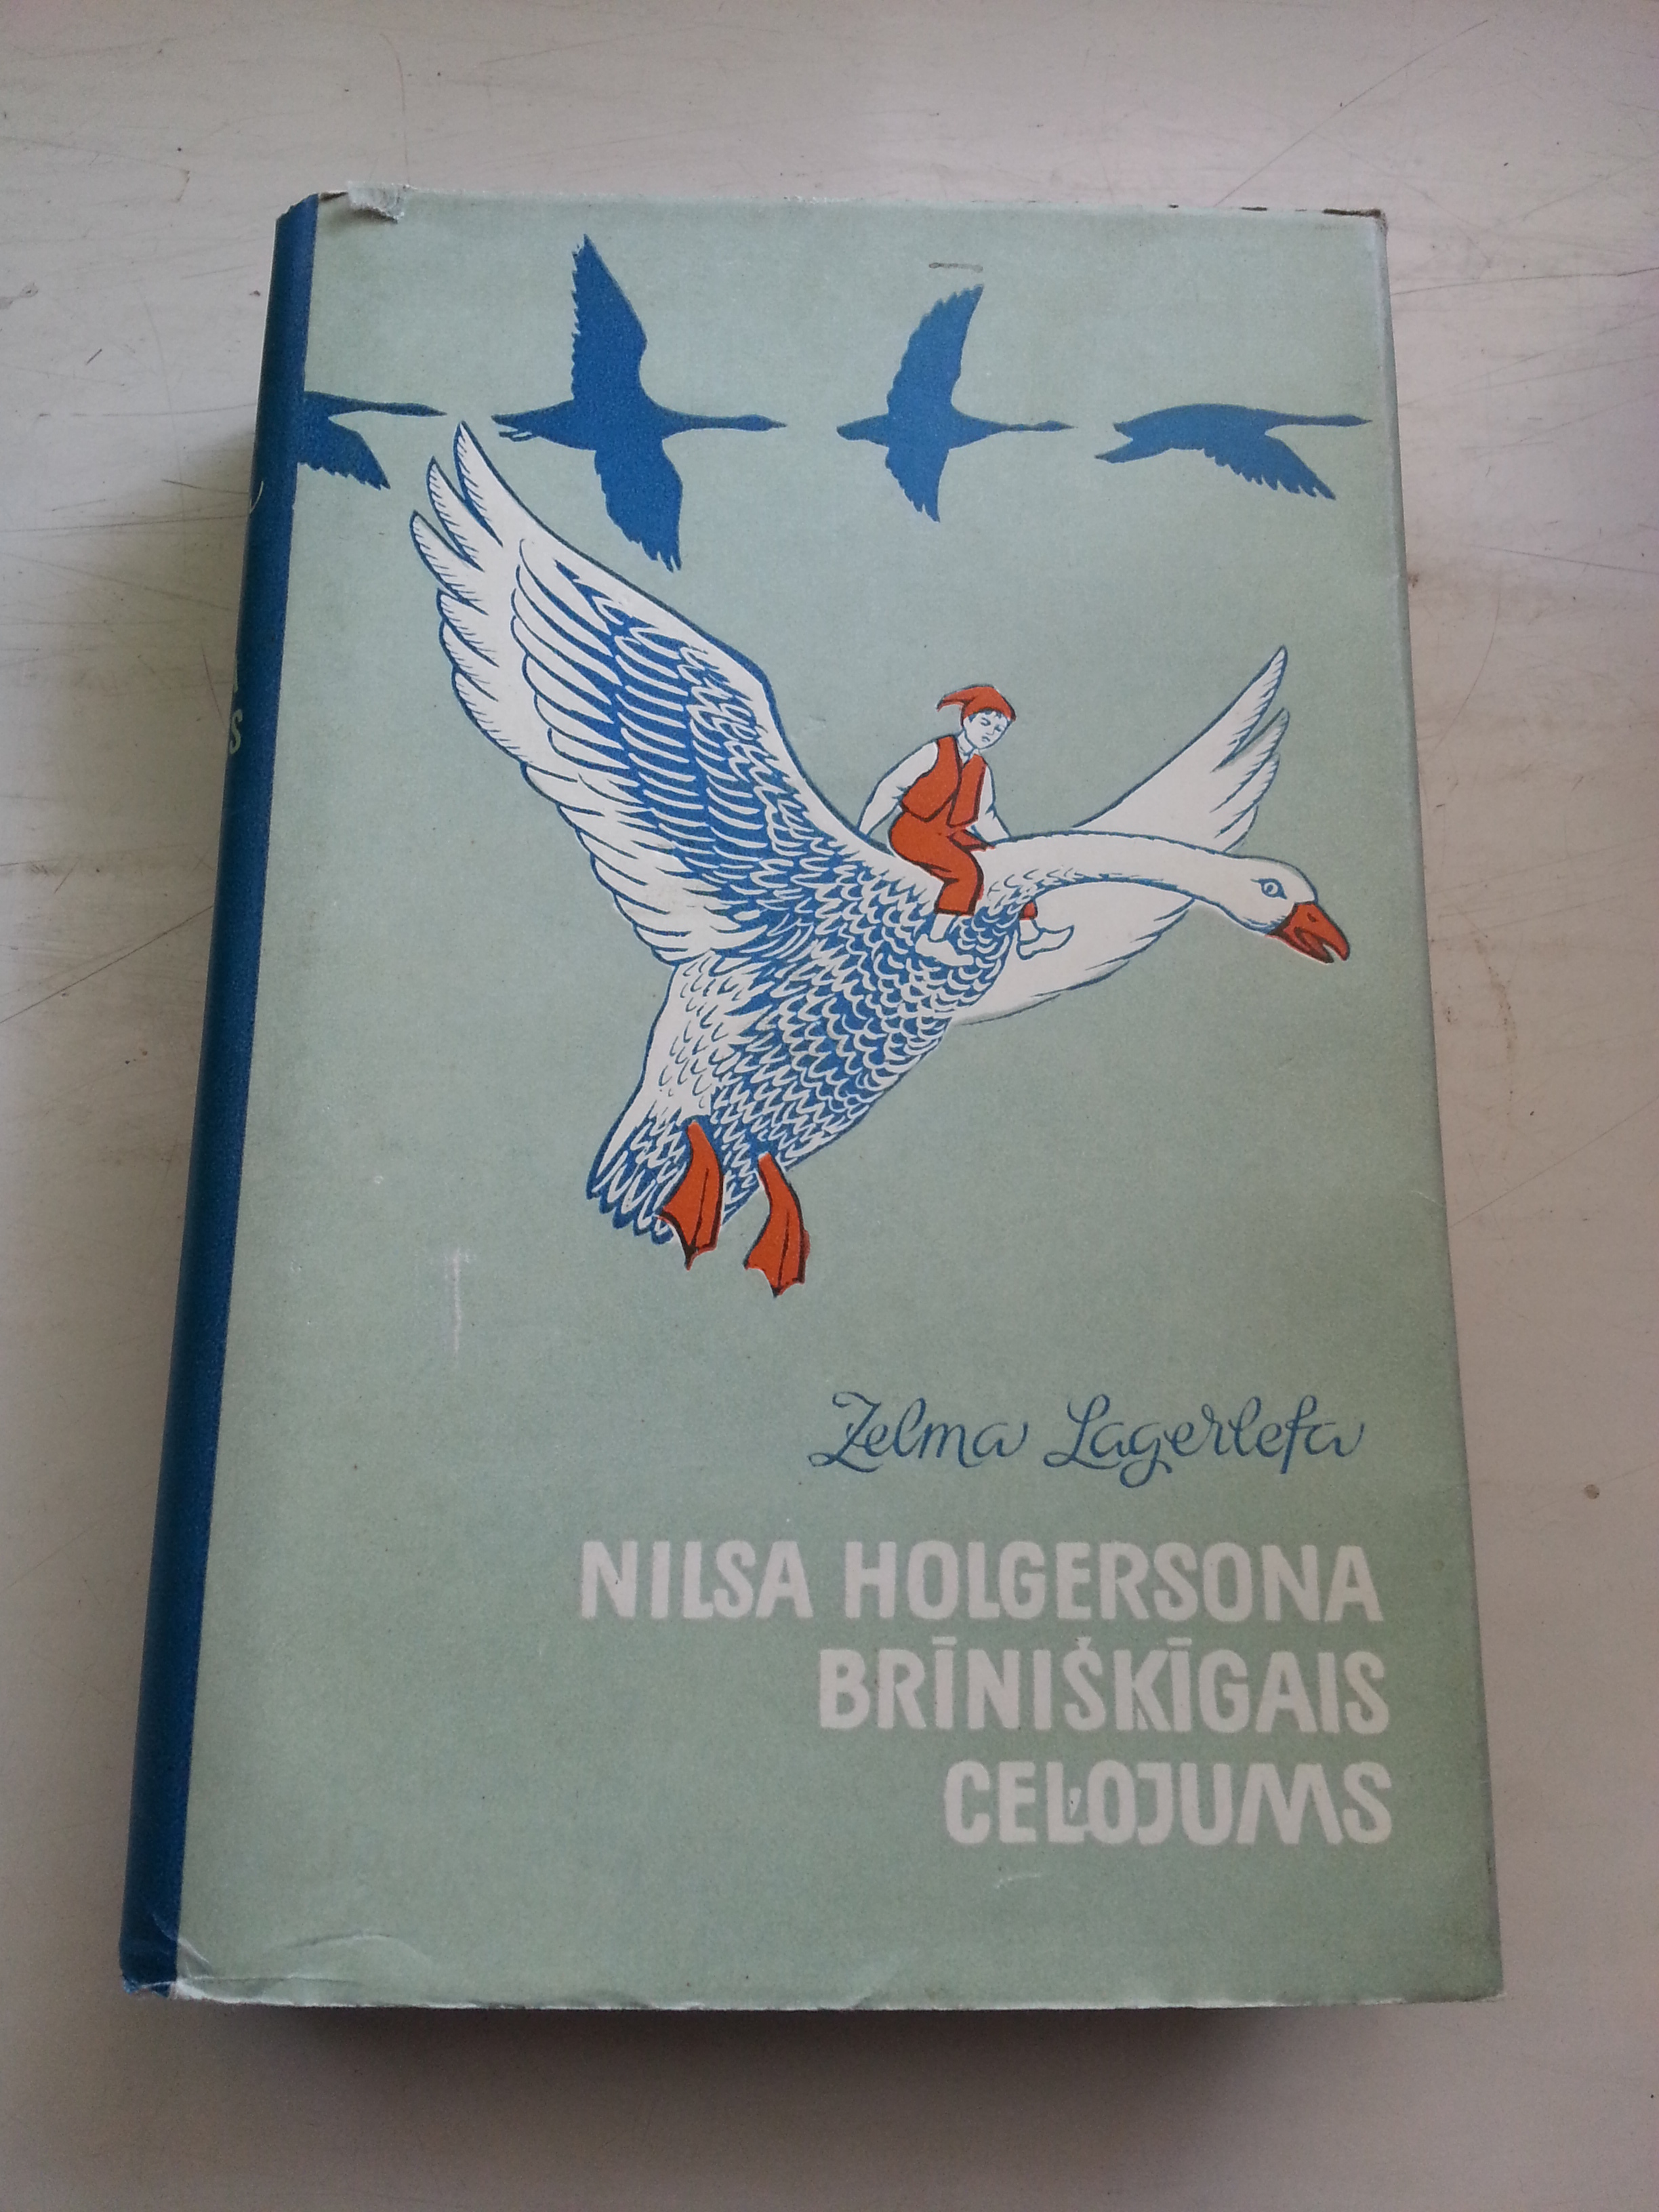 Zelma Lagerlefa
NILSA HOLGERSONA
BRĪNIŠĶĪGAIS
CEĻOJUMS